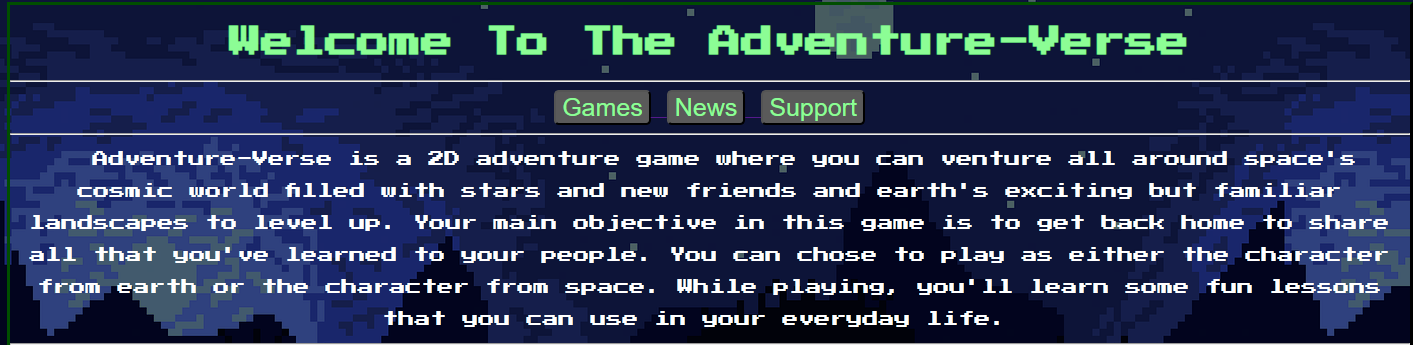 Welcome To The Adventure-Verse
Games News Support
Adventure-Verse is a 2D adventure game where you can venture all around space's
cosmic world filled with stars and new friends and earth's exciting but familiar
landscapes to level up. Your main objective in this game is to get back home to share
all that you've learned to your people. You can chose to play as either the character
from earth or the character from space. While playing, you'll learn some fun lessons
that you can use in your everyday life.